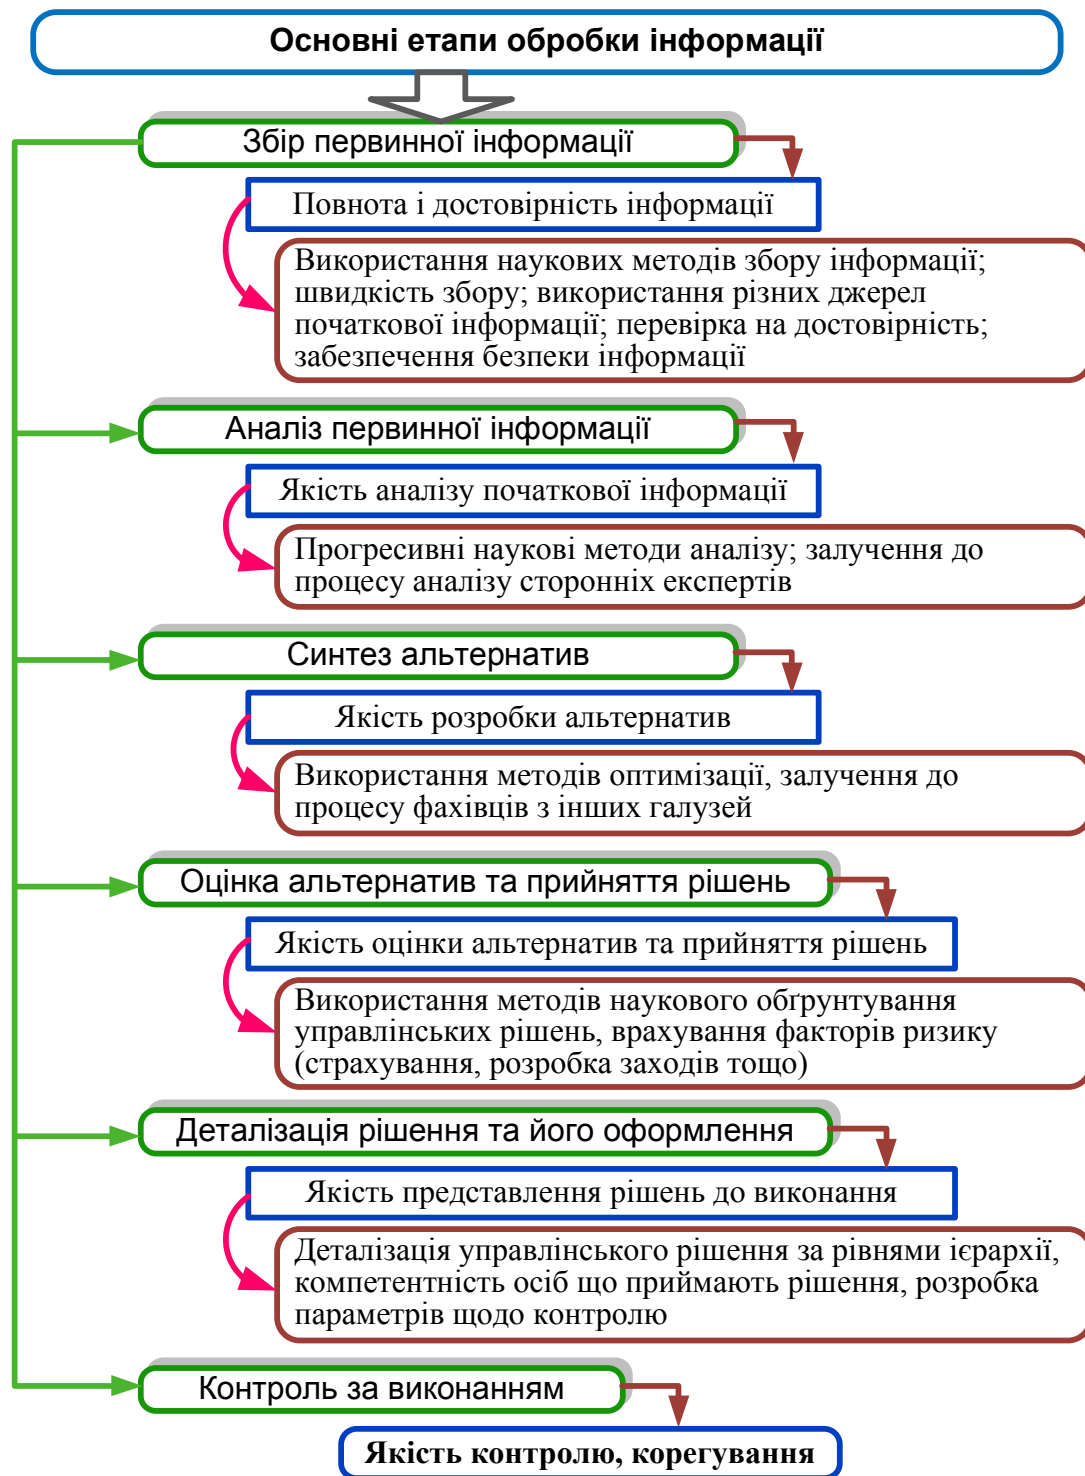 Основні етапи обробки інформації
Збір первинної інформації
Повнота і достовірність інформації
Використання наукових методів збору інформації;
швидкість збору; використання різних джерел
початкової інформації; перевірка на достовірність;
забезпечення безпеки інформації
Аналіз первинної інформації
Якість аналізу початкової інформації
Прогресивні наукові методи аналізу; залучення до
процесу аналізу сторонніх експертів
Синтез альтернатив
Якість розробки альтернатив
Використання методів оптимізації, залучення до
процесу фахівців з інших галузей
Оцінка альтернатив та прийняття рішень
Якість оцінки альтернатив та прийняття рішень
Використання методів наукового обґрунтування
управлінських рішень, врахування факторів ризику
(страхування, розробка заходів тощо)
Деталізація рішення та його оформлення
Якість представлення рішень до виконання
Деталізація управлінського рішення за рівнями ієрархії,
компетентність осіб що приймають рішення, розробка
параметрів щодо контролю
Контроль за виконанням
Якість контролю, корегування